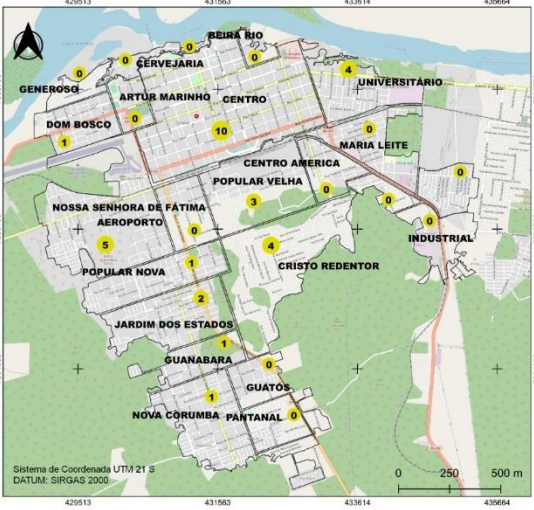 429513 431563 433614 435664
BEIRA RIO
0
0
0
CERVEJARIA
0
4
GENEROSO
UNIVERSITÁRIO
ARTUR MARINHO
CENTRO
DOM BOSCO
0
10
0
1
MARIA LEITE
CENTRO AMERICA
0
POPULAR VELHA
0
3
0
NOSSA SENHORA DE FÁTIMA
AEROPORTO
0
0
INDUSTRIAL
5
4
1
CRISTO REDENTOR
POPULAR NOVA
2
JARDIM DOS ESTADOS
1
GUANABARA
0
GUATÓS
1
NOVA CORUMBA
PANTANAL
0
Sistema de Coordenada UTM 21 S
DATUM: SIRGAS 2000
0 250 500 m
429513 431563 433614 435664